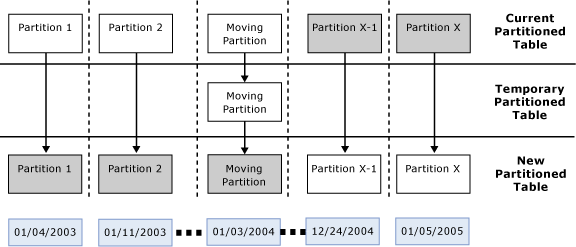 Partition 1
Partition 2
Moving
Partition
Partition X-1
Partition X
Current
Partitioned
Table
Moving
Partition
Temporary
Partitioned
Table
Partition 1
Partition 2
Moving
Partition
Partition X-1
Partition X
New
Partitioned
Table
01/04/2003
01/11/2003
01/03/2004
12/24/2004
01/05/2005